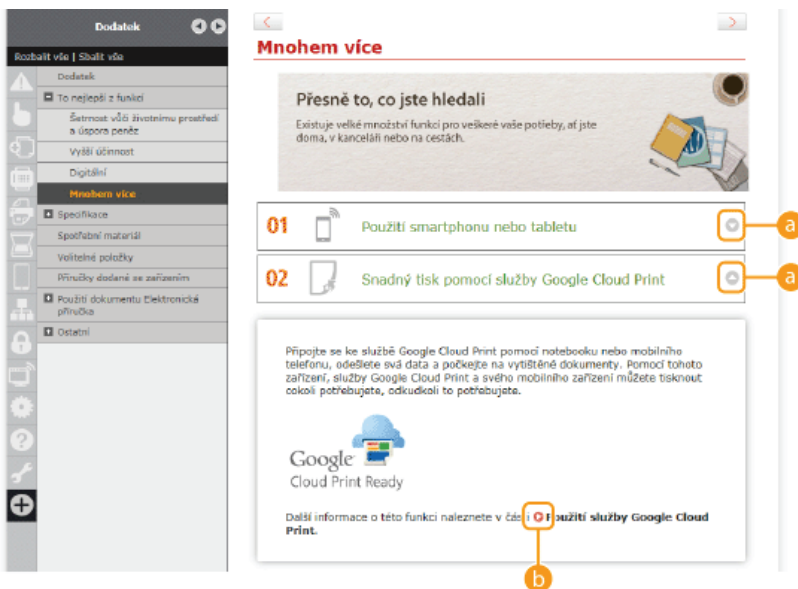 Dodatek
Rozbalit vše | Sbalit vše
Dodatek
To nejlepší z funkcí
Šetrnost vůči životnímu prostředí
a úspora peněz
Vyšší účinnost
Digitální
Mnohem více
Specifikace
Spotřební materiál
Volitelné položky
Příručky dodané se zařízením
Použití dokumentu Elektronická
příručka
Ostatní
Mnohem více
Přesně to, co jste hledali
Existuje velké množství funkcí pro veškeré vaše potřeby, ať jste
doma, v kanceláři nebo na cestách.
01 Použití smartphonu nebo tabletu
a
02 Snadný tisk pomocí služby Google Cloud Print
a
Připojte se ke službě Google Cloud Print pomocí notebooku nebo mobilního
telefonu, odešlete svá data a počkejte na vytištěné dokumenty. Pomocí tohoto
zařízení, služby Google Cloud Print a svého mobilního zařízení můžete tisknout
cokoli potřebujete, odkudkoli to potřebujete.
Google
Cloud Print Ready
Další informace o této funkci naleznete v části Použití služby Google Cloud
Print.
b